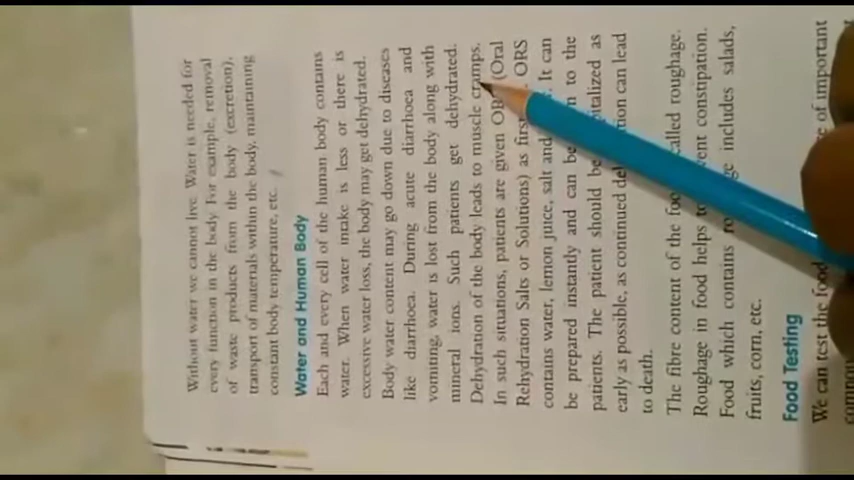 Without water we cannot live. Water is needed for
every function in the body. For example, removal
of waste products from the body (excretion),
transport of materials within the body, maintaining
constant body temperature, etc.
Water and Human Body
Each and every cell of the human body contains
water. When water intake is less or there is
excessive water loss, the body may get dehydrated.
Body water content may go down due to diseases
like diarrhoea. During acute diarrhoea and
vomiting, water is lost from the body along with
mineral ions. Such patients get dehydrated.
Dehydration of the body leads to muscle cramps.
In such situations, patients are given (Oral
Rehydration Salts or Solutions) as ORS
contains water, lemon juice, salt and It can
be prepared instantly and can be to the
patients. The patient should be as
early as possible, as continued can lead
to death.
The fibre content of the called roughage.
Roughage in food helps constipation.
Food which contains includes salads,
fruits, corn, etc.
Food Testing
We can test the of important